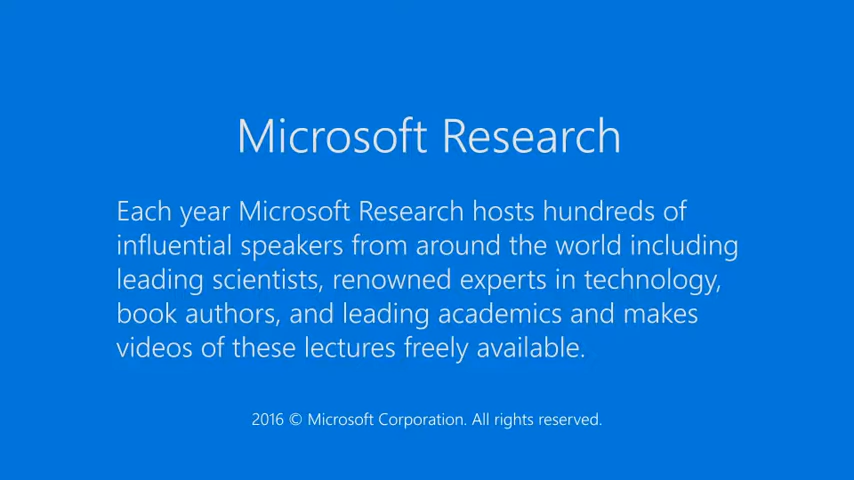 Microsoft Research
Each year Microsoft Research hosts hundreds of
influential speakers from around the world including
leading scientists, renowned experts in technology,
book authors, and leading academics and makes
videos of these lectures freely available.
2016 © Microsoft Corporation. All rights reserved.